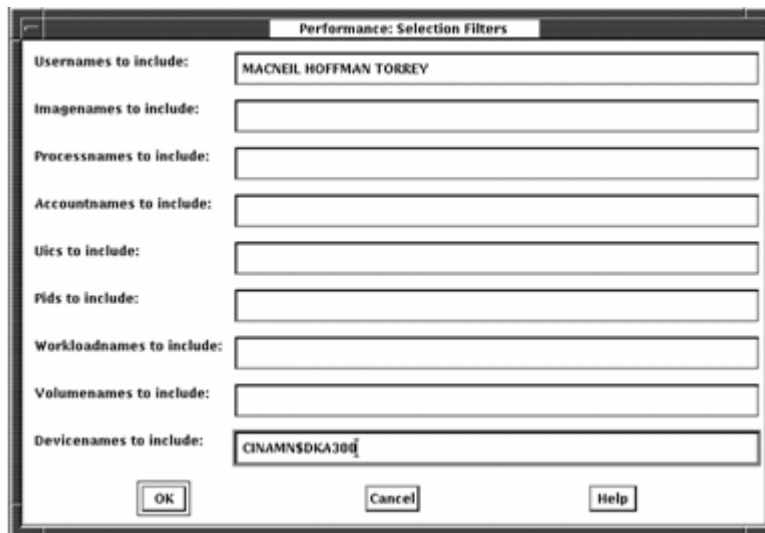 Performance: Selection Filters
Usernames to include:
MACNEIL HOFFMAN TORREY
Imagenames to include:
Processnames to include:
Accountnames to include:
Uics to include:
Pids to include:
Workloadnames to include:
Volumenames to include:
Devicenames to include:
CINAMN$DKA300
OK
Cancel
Help